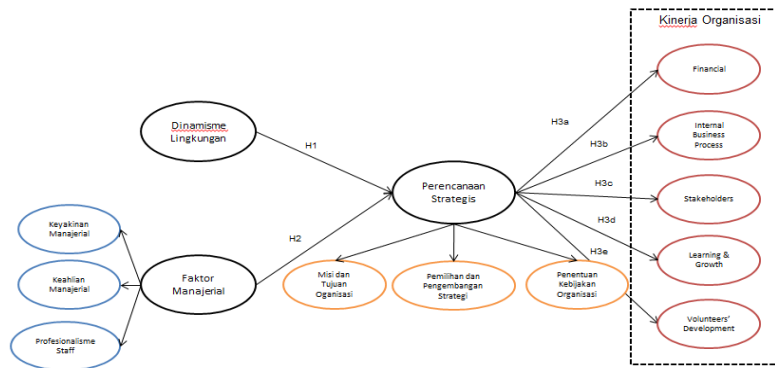 Kinerja Organisasi
Financial
H3a
Dinamisme
Lingkungan
Internal
Business
Process
H3b
H1
H3c
Perencanaan
Strategis
Stakeholders
H3d
Keyakinan
Manajerial
H2
H3e
Learning &
Growth
Keahlian
Manajerial
Faktor
Manajerial
Misi dan
Tujuan Oganisasi
Pemilihan dan
Pengembangan
Strategi
Penentuan
Kebijakan
Organisasi
Volunteers'
Development
Profesionalisme
Staff